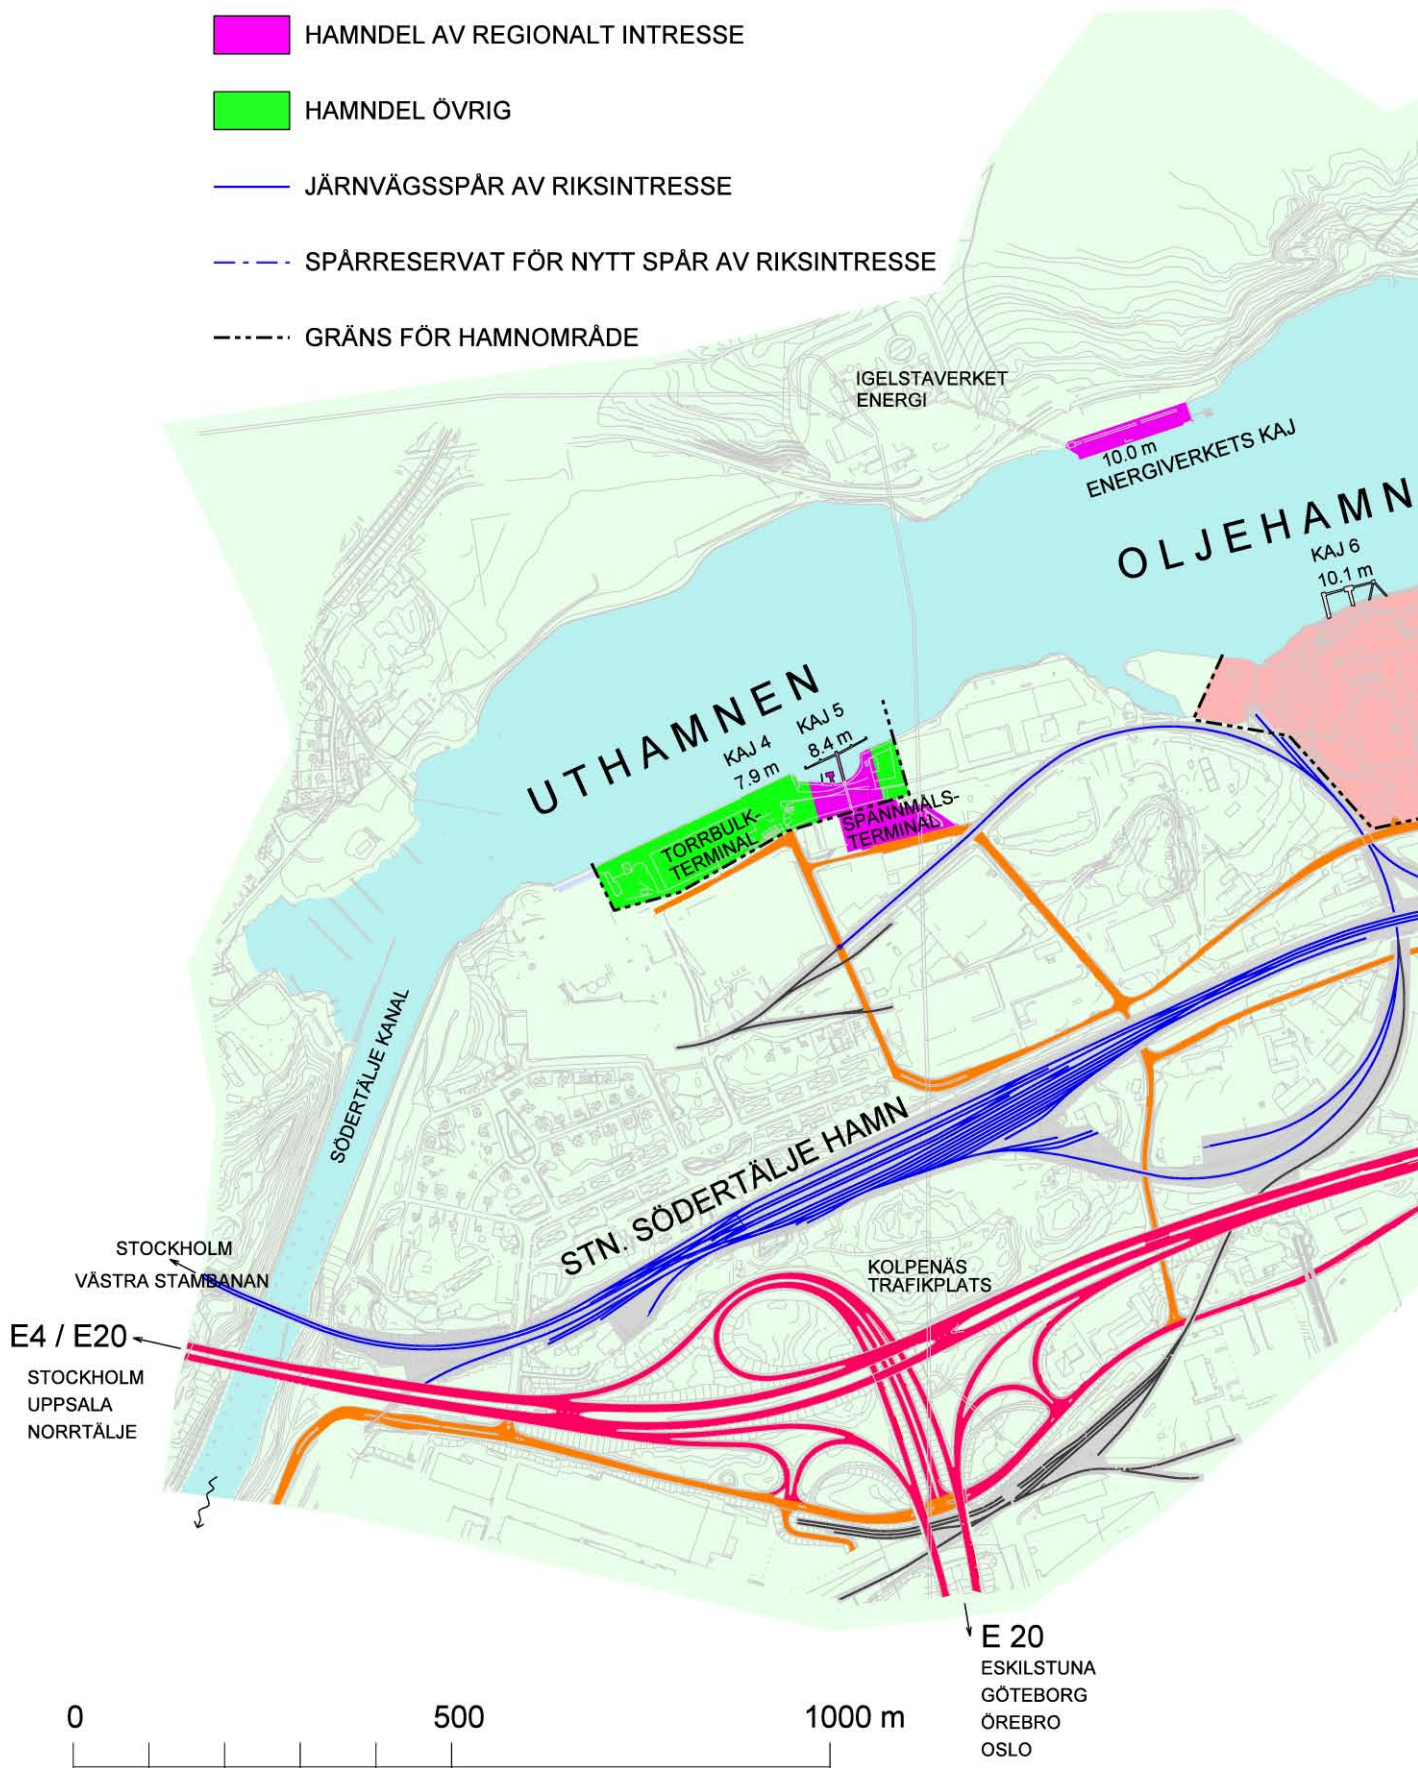 HAMNDEL AV REGIONALT INTRESSE
HAMNDEL ÖVRIG
JÄRNVÄGSSPÅR AV RIKSINTRESSE
SPÅRRESERVAT FÖR NYTT SPÅR AV RIKSINTRESSE
GRÄNS FÖR HAMNOMRÅDE
IGELSTAVERKET
ENERGI
10.0 m
ENERGIVERKETS KAJ
OLJEHAMN
KAJ 6
10.1 m
UTHAMNEN
KAJ 5
8.4 m
KAJ 4
7.9 m
TORRBULK-
TERMINAL
SPANNMÅLS-
TERMINAL
SÖDERTÄLJE KANAL
STN. SÖDERTÄLJE HAMN
STOCKHOLM
VÄSTRA STAMBANAN
KOLPENÄS
TRAFIKPLATS
E4 / E20
STOCKHOLM
UPPSALA
NORRTÄLJE
E 20
ESKILSTUNA
GÖTEBORG
ÖREBRO
OSLO
0 500 1000 m